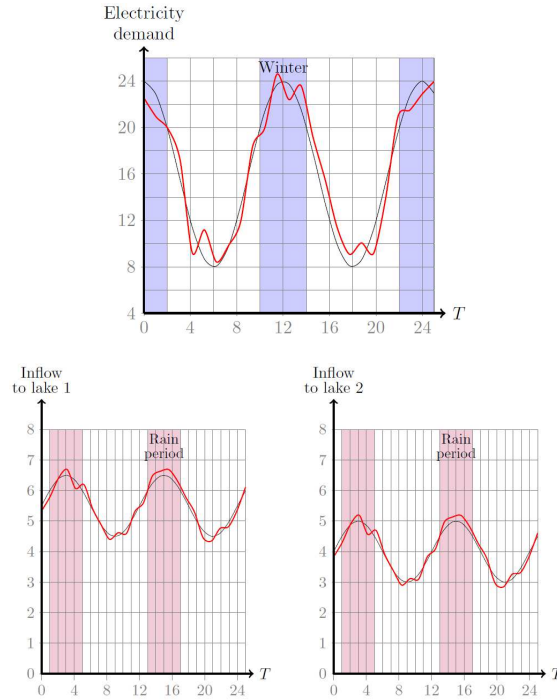 Electricity
demand
Winter
24
20
16
12
8
4
0 4 8 12 16 20 24 T
Inflow
to lake 1
8
7
6
5
4
3
2
1
0
Rain
period
0 4 8 12 16 20 24 T
Inflow
to lake 2
8
7
6
5
4
3
2
1
0
Rain
period
0 4 8 12 16 20 24 T